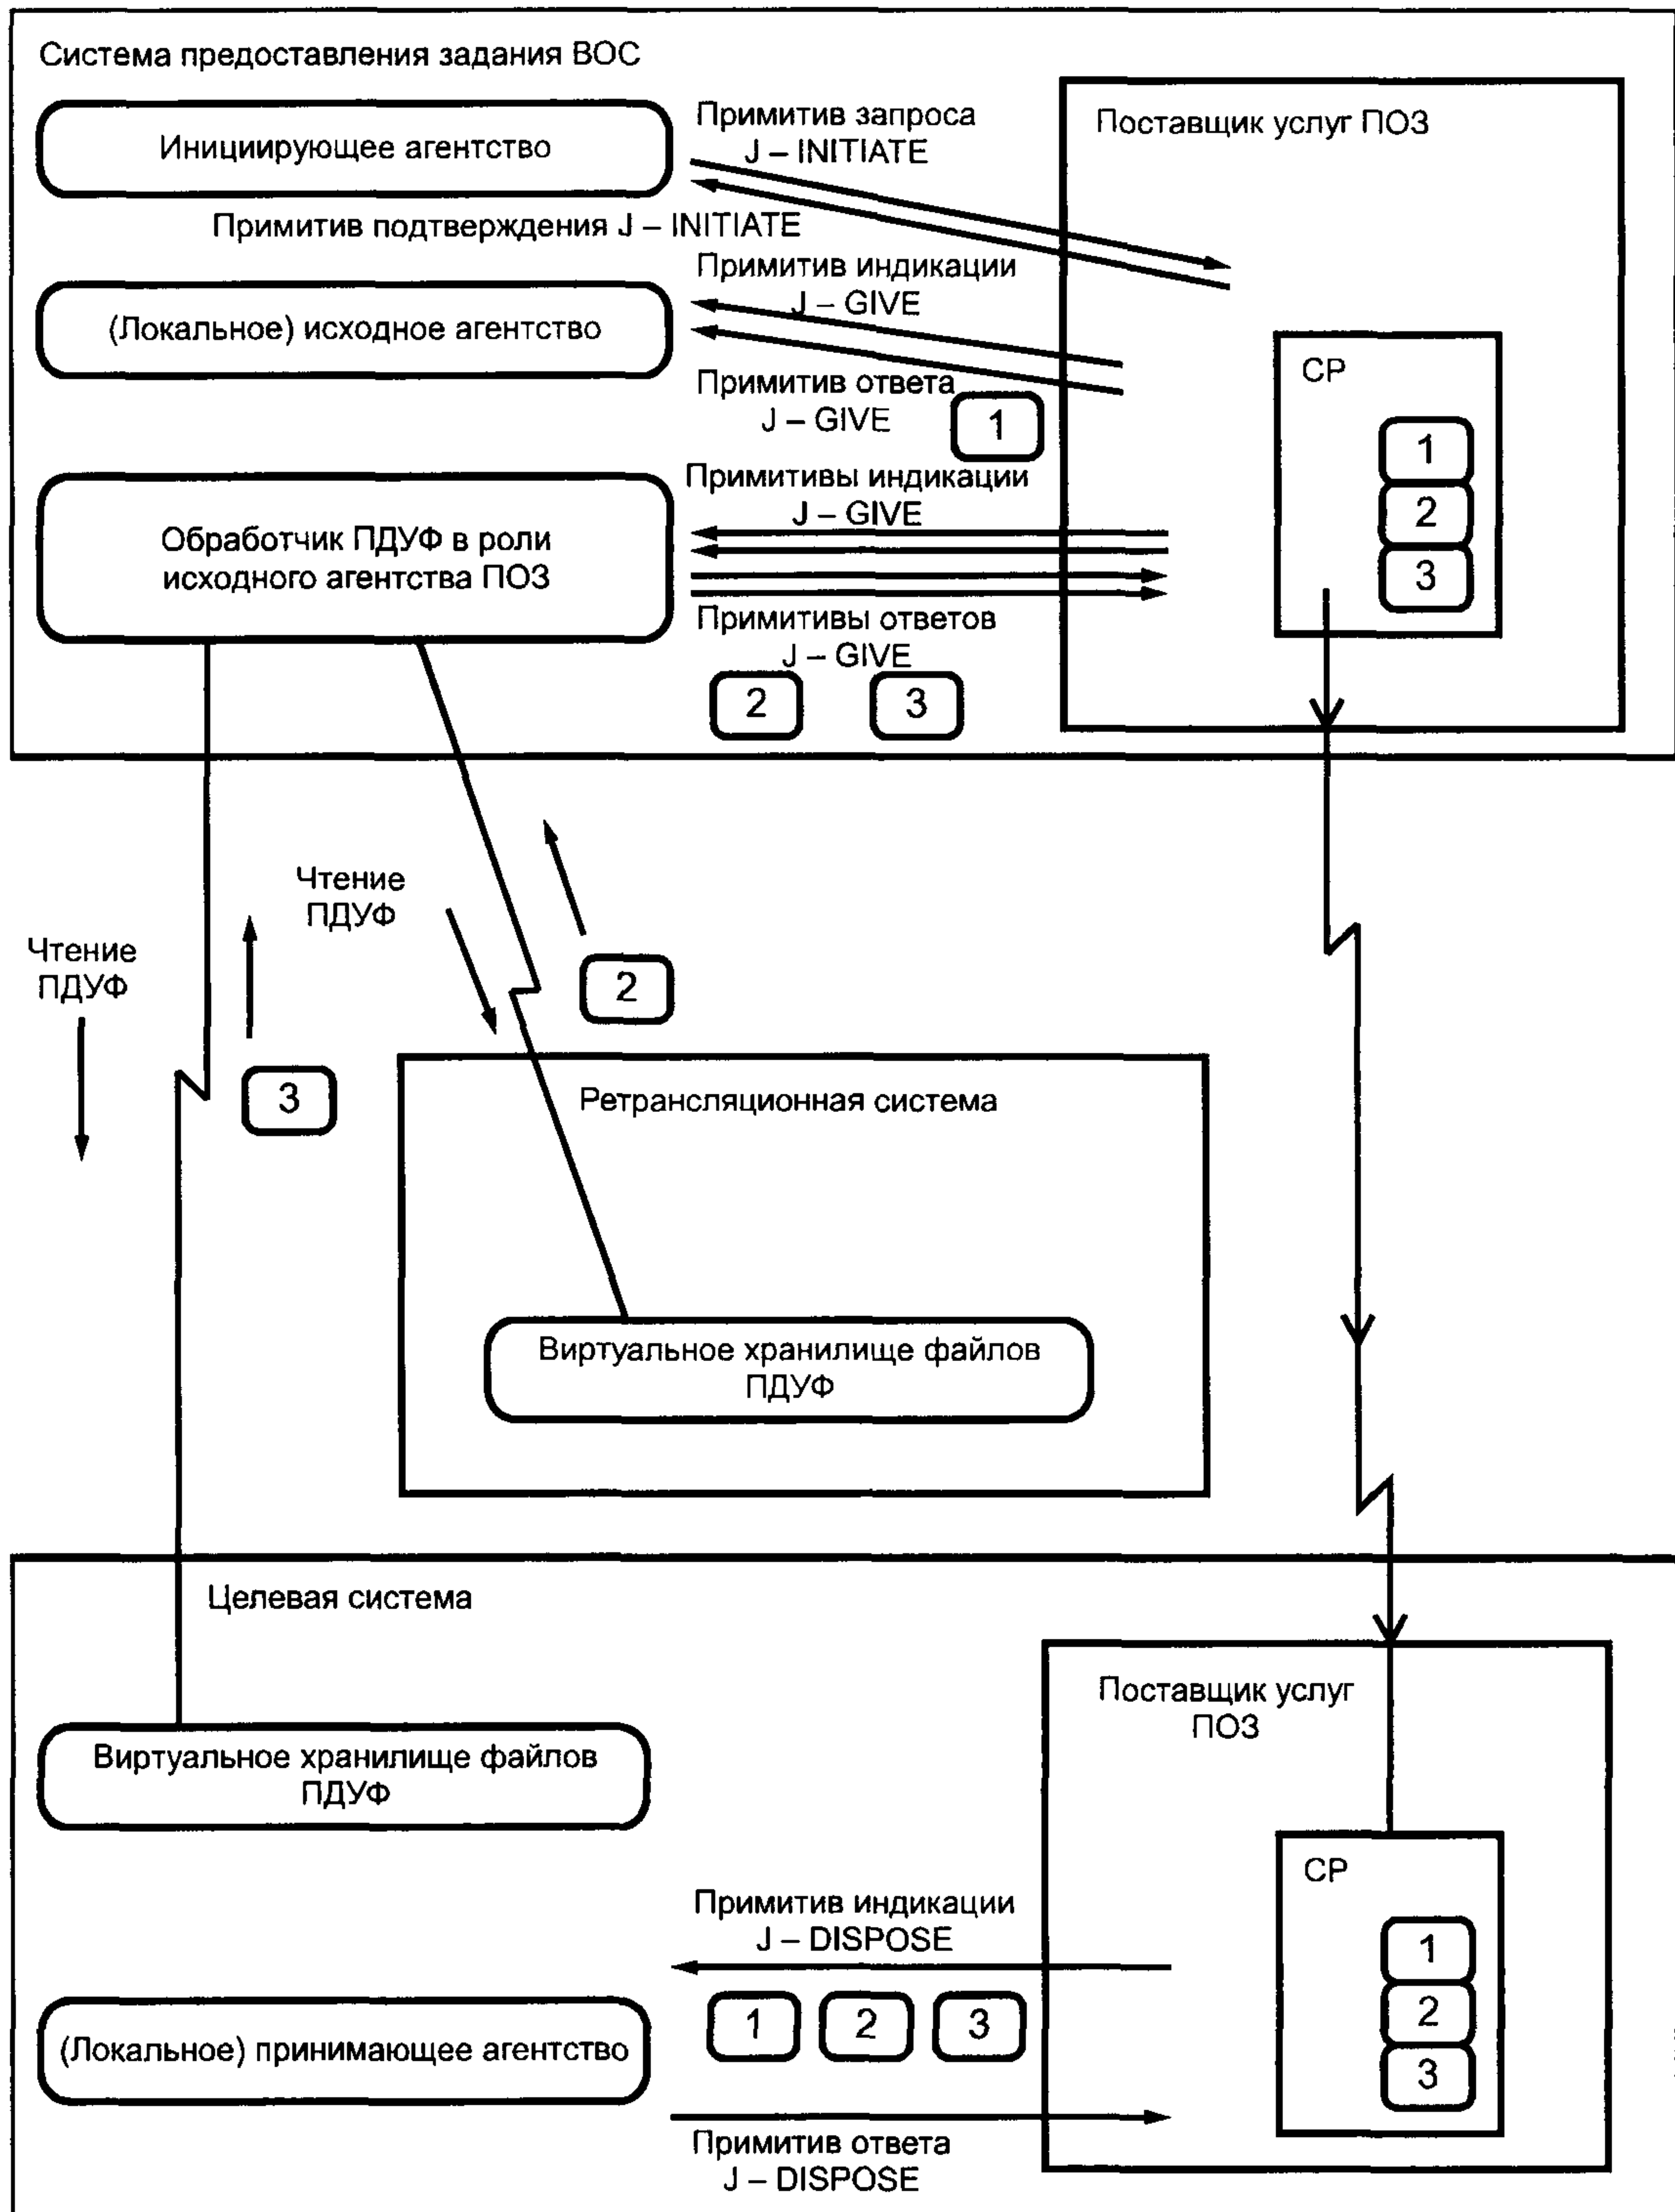 Система предоставления задания ВОС
Инициирующее агентство
Примитив запроса
J – INITIATE
Поставщик услуг ПОЗ
Примитив подтверждения J – INITIATE
(Локальное) исходное агентство
Примитив индикации
J – GIVE
Примитив ответа
J – GIVE
1
СР
1
2
3
Обработчик ПДУФ в роли
исходного агентства ПОЗ
Примитивы индикации
J – GIVE
Примитивы ответов
J – GIVE
2
3
Чтение
ПДУФ
Чтение
ПДУФ
2
3
Ретрансляционная система
Виртуальное хранилище файлов
ПДУФ
Целевая система
Поставщик услуг
ПОЗ
Виртуальное хранилище файлов
ПДУФ
СР
1
2
3
Примитив индикации
J – DISPOSE
1
2
3
(Локальное) принимающее агентство
Примитив ответа
J – DISPOSE